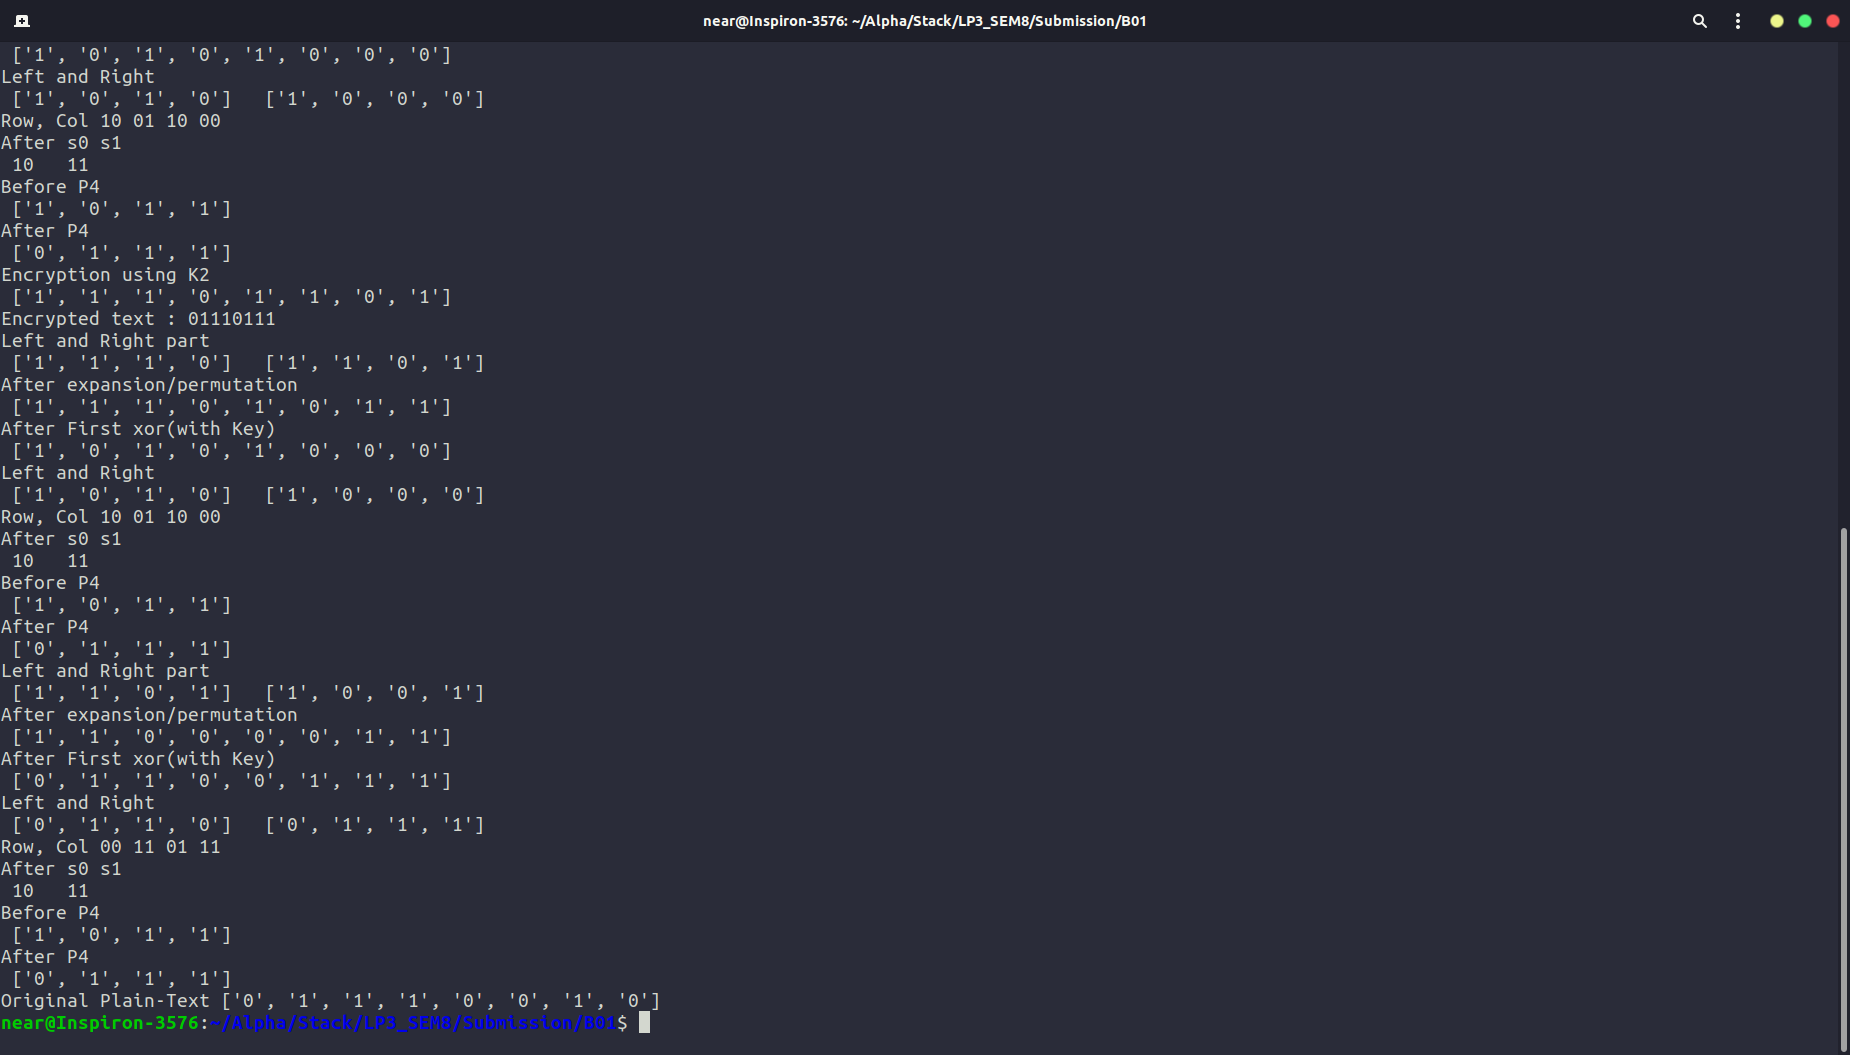 near@Inspiron-3576: ~/Alpha/Stack/LP3_SEM8/Submission/B01
['1', '0', '1', '0', '1', '0', '0', '0']
Left and Right
['1', '0', '1', '0']   ['1', '0', '0', '0']
Row, Col 10 01 10 00
After s0 s1
10   11
Before P4
['1', '0', '1', '1']
After P4
['0', '1', '1', '1']
Encryption using K2
['1', '1', '1', '0', '1', '1', '0', '1']
Encrypted text : 01110111
Left and Right part
['1', '1', '1', '0']   ['1', '1', '0', '1']
After expansion/permutation
['1', '1', '1', '0', '1', '0', '1', '1']
After First xor(with Key)
['1', '0', '1', '0', '1', '0', '0', '0']
Left and Right
['1', '0', '1', '0']   ['1', '0', '0', '0']
Row, Col 10 01 10 00
After s0 s1
10   11
Before P4
['1', '0', '1', '1']
After P4
['0', '1', '1', '1']
Left and Right part
['1', '1', '0', '1']   ['1', '0', '0', '1']
After expansion/permutation
['1', '1', '0', '0', '0', '0', '1', '1']
After First xor(with Key)
['0', '1', '1', '0', '0', '1', '1', '1']
Left and Right
['0', '1', '1', '0']   ['0', '1', '1', '1']
Row, Col 00 11 01 11
After s0 s1
10   11
Before P4
['1', '0', '1', '1']
After P4
['0', '1', '1', '1']
Original Plain-Text ['0', '1', '1', '1', '0', '0', '1', '0']
near@Inspiron-3576:~/Alpha/Stack/LP3_SEM8/Submission/B01$